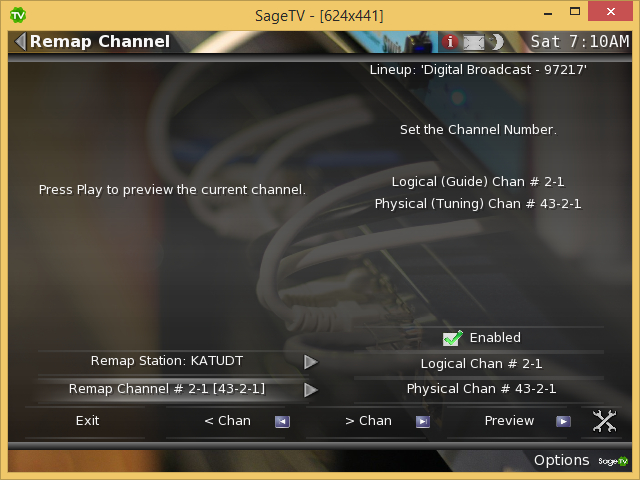 SageTV - [624x441]
Remap Channel
Sat 7:10AM
Lineup: 'Digital Broadcast - 97217'
Set the Channel Number.
Press Play to preview the current channel.
Logical (Guide) Chan # 2-1
Physical (Tuning) Chan # 43-2-1
Enabled
Remap Station: KATUDT
Logical Chan # 2-1
Remap Channel # 2-1 [43-2-1]
Physical Chan # 43-2-1
Exit
< Chan
> Chan
Preview
Options
SageTV